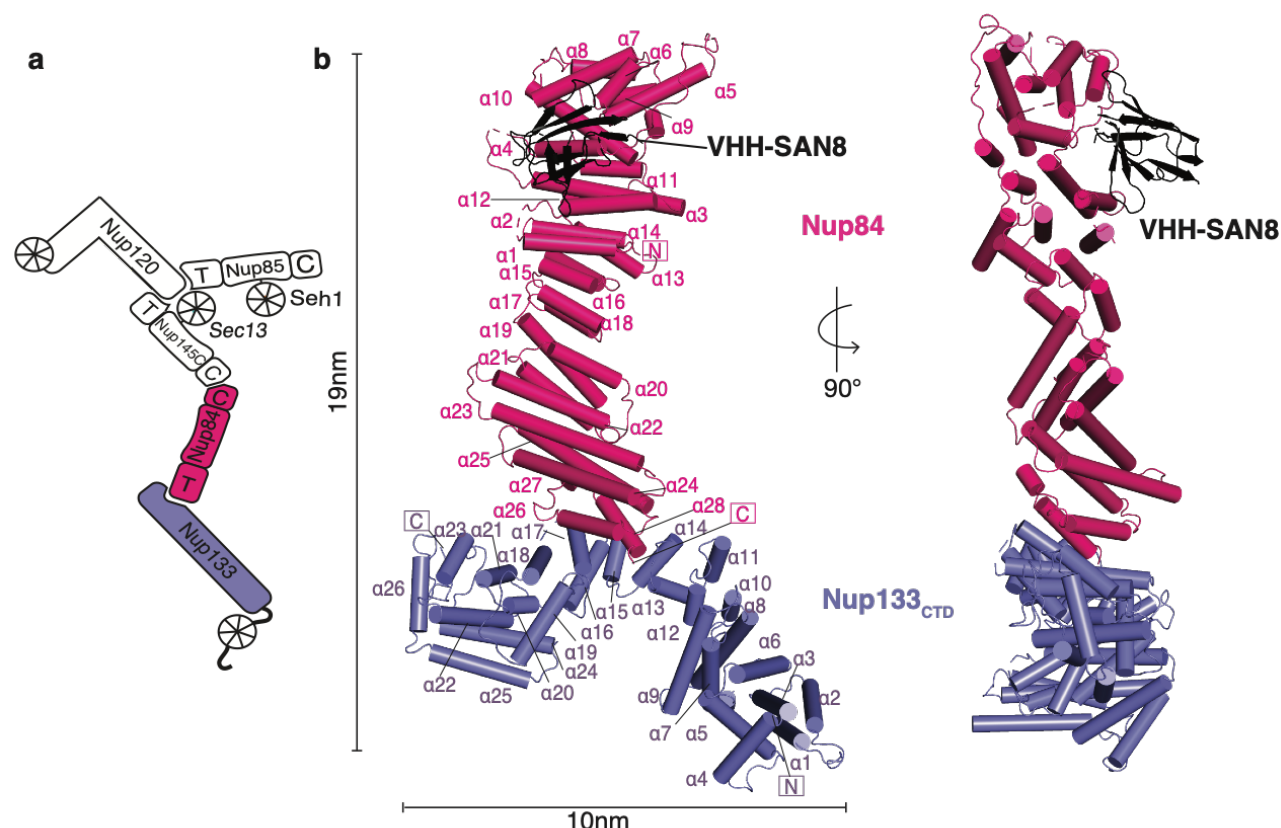 a
b
Nup120
T
Nup85
C
Seh1
Sec13
T
Nup145C
C
C
Nup84
T
Nup133
19nm
α7
α8
α6
α5
α10
α9
α4
VHH-SAN8
α11
α12
α3
α2
α14
N
α1
α13
α15
α16
α17
α18
α19
α21
α20
α23
α22
α25
α24
α27
α26
α28
C
Nup84
90°
VHH-SAN8
C
α23
α21
α17
α14
α18
α11
α26
α10
α15
α13
α8
α16
α12
α6
α19
α3
α24
α22
α20
α25
α9
α2
α7
α5
α1
α4
N
Nup133CTD
10nm